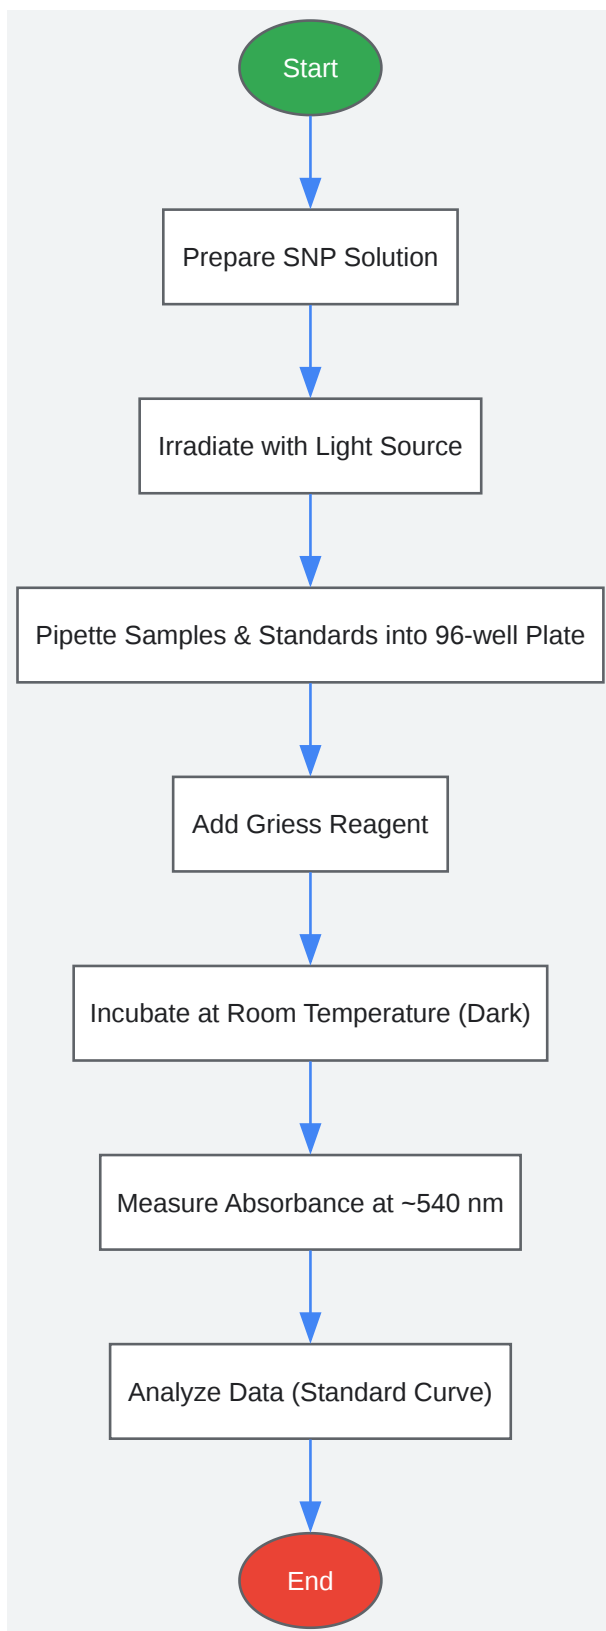 Start
Prepare SNP Solution
Irradiate with Light Source
Pipette Samples & Standards into 96-well Plate
Add Griess Reagent
Incubate at Room Temperature (Dark)
Measure Absorbance at ~540 nm
Analyze Data (Standard Curve)
End